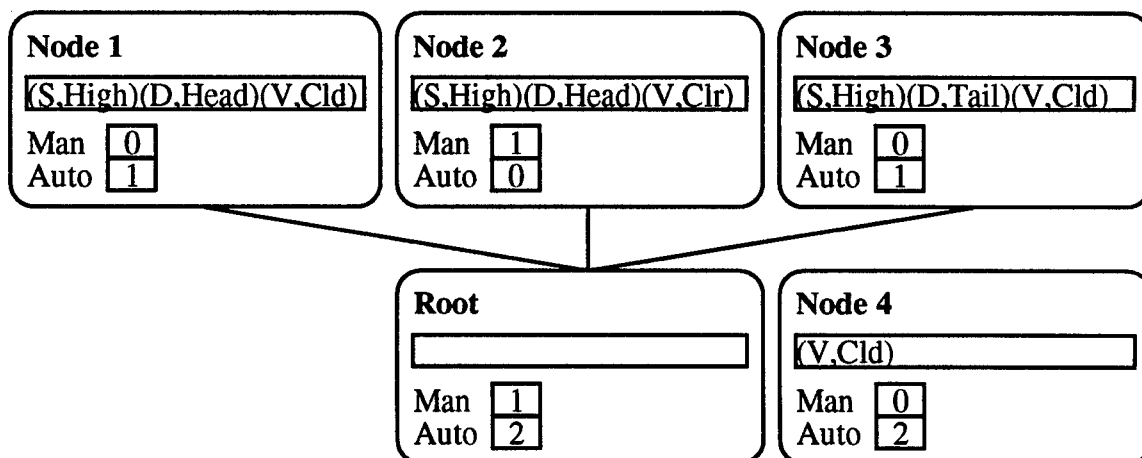 Node 1
(S,High)(D,Head)(V,Cld)
Man 0
Auto 1
Node 2
(S,High)(D,Head)(V,Clr)
Man 1
Auto 0
Node 3
(S,High)(D,Tail)(V,Cld)
Man 0
Auto 1
Root
Man 1
Auto 2
Node 4
(V,Cld)
Man 0
Auto 2